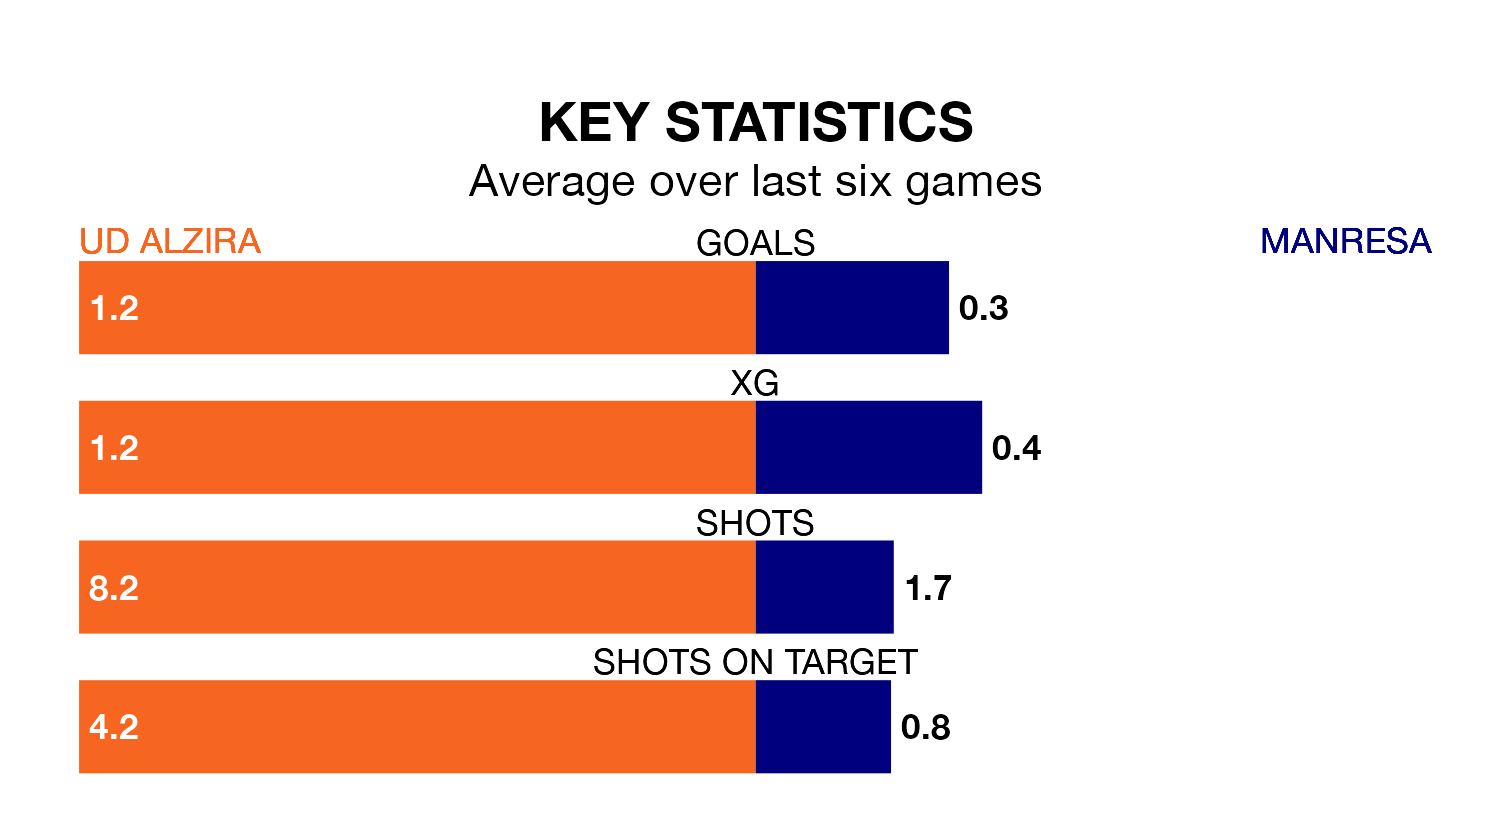 KEY STATISTICS
Average over last six games
UD ALZIRA
GOALS
MANRESA
1.2
0.3
XG
1.2
0.4
SHOTS
8.2
1.7
SHOTS ON TARGET
4.2
0.8